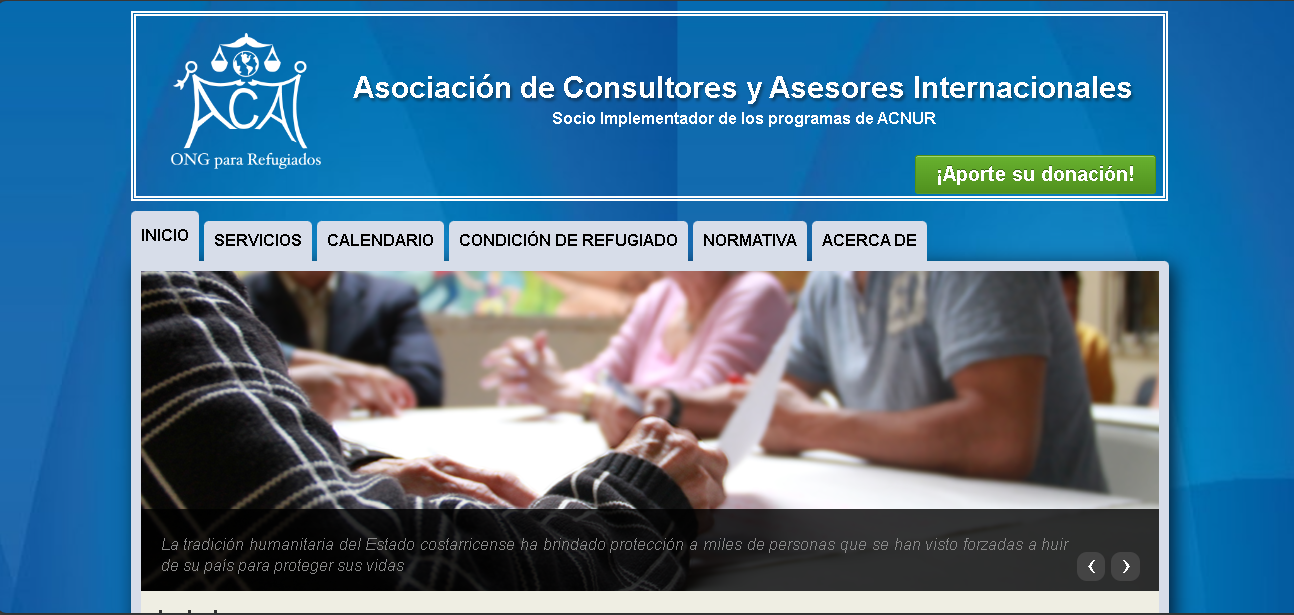 ACAI
ONG para Refugiados
Asociación de Consultores y Asesores Internacionales
Socio Implementador de los programas de ACNUR
¡Aporte su donación!
INICIO
SERVICIOS
CALENDARIO
CONDICIÓN DE REFUGIADO
NORMATIVA
ACERCA DE
La tradición humanitaria del Estado costarricense ha brindado protección a miles de personas que se han visto forzadas a huir
de su país para proteger sus vidas